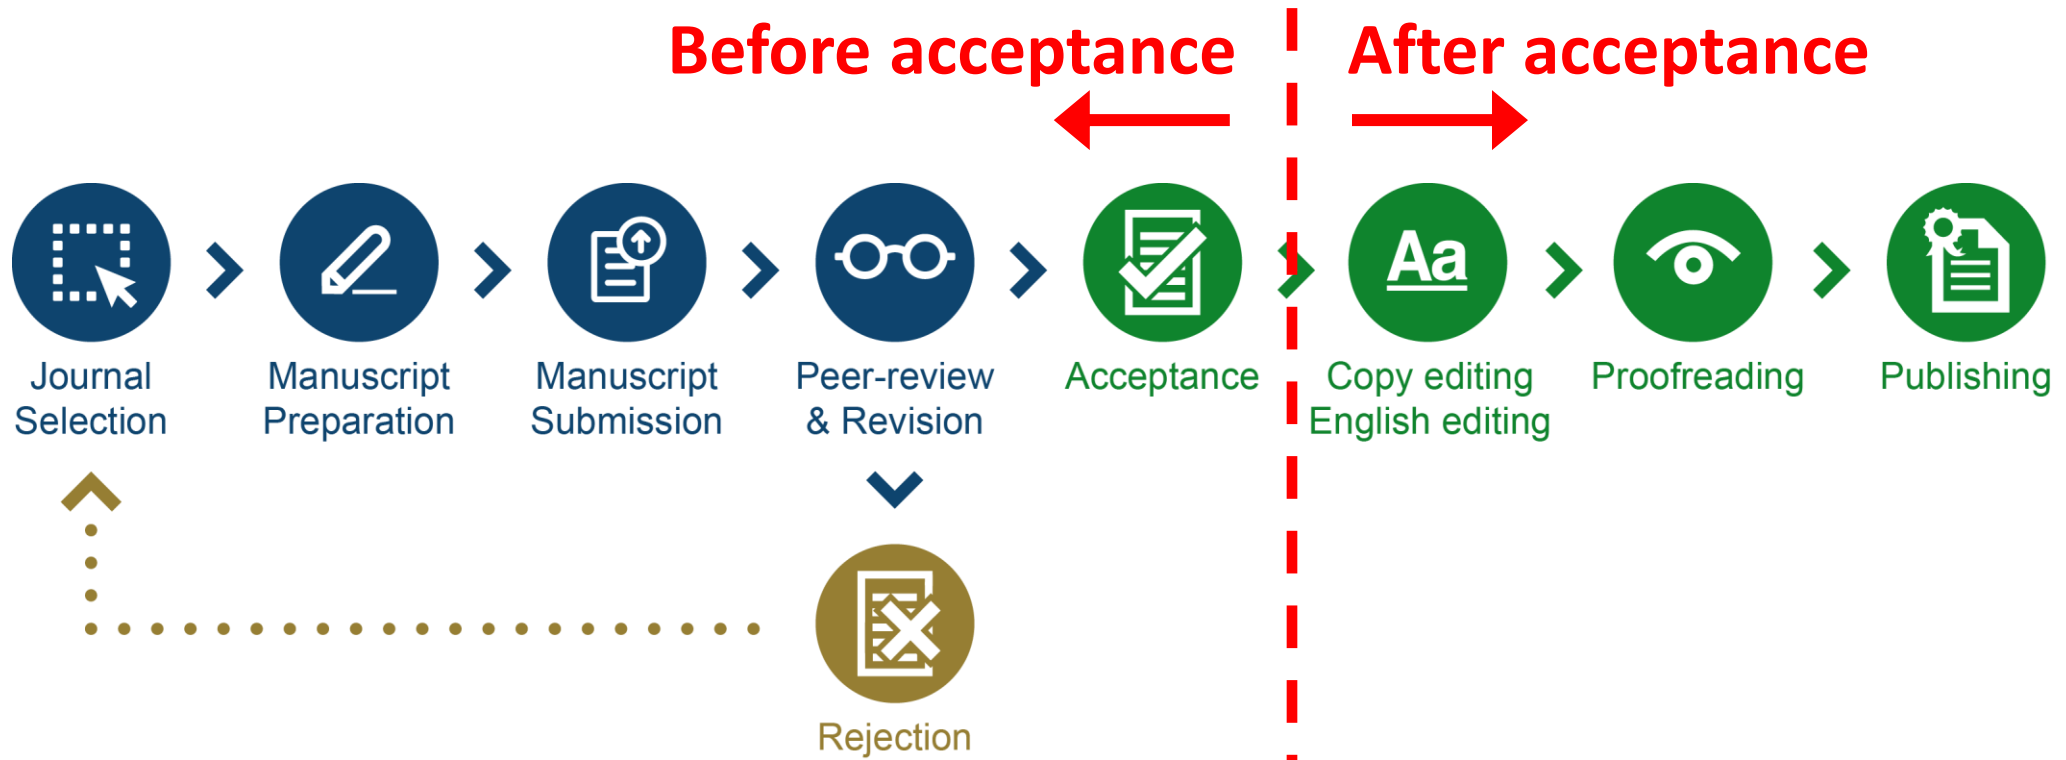 Before acceptance
After acceptance
Aa
Journal
Selection
Manuscript
Preparation
Manuscript
Submission
Peer-review
& Revision
Acceptance
Copy editing
English editing
Proofreading
Publishing
Rejection